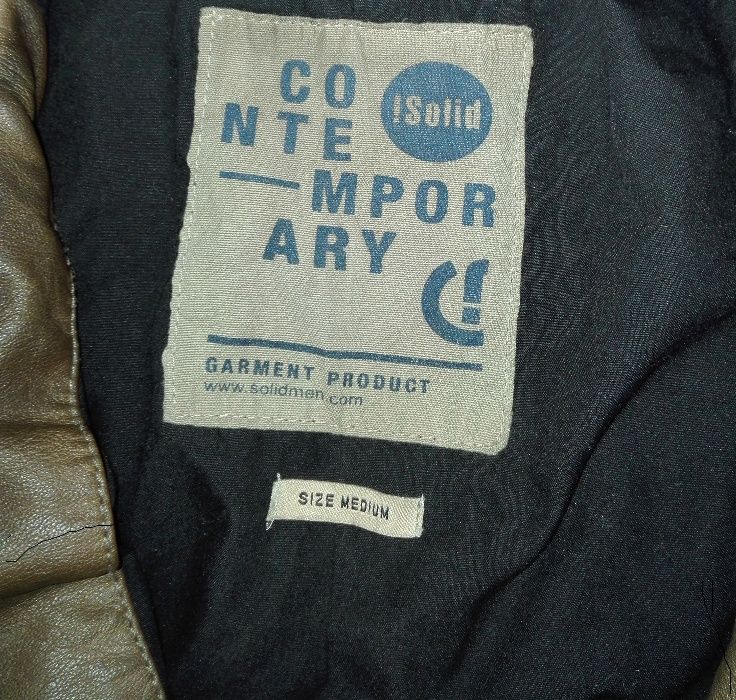 CO
!Solid
NTE
—MPOR
ARY
GARMENT PRODUCT
www.solidmen.com
SIZE MEDIUM